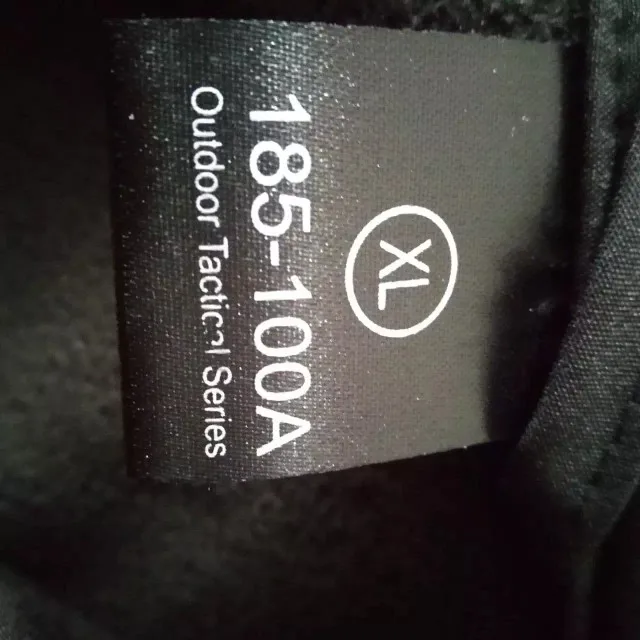 XL
185-100A
Outdoor Tactical Series